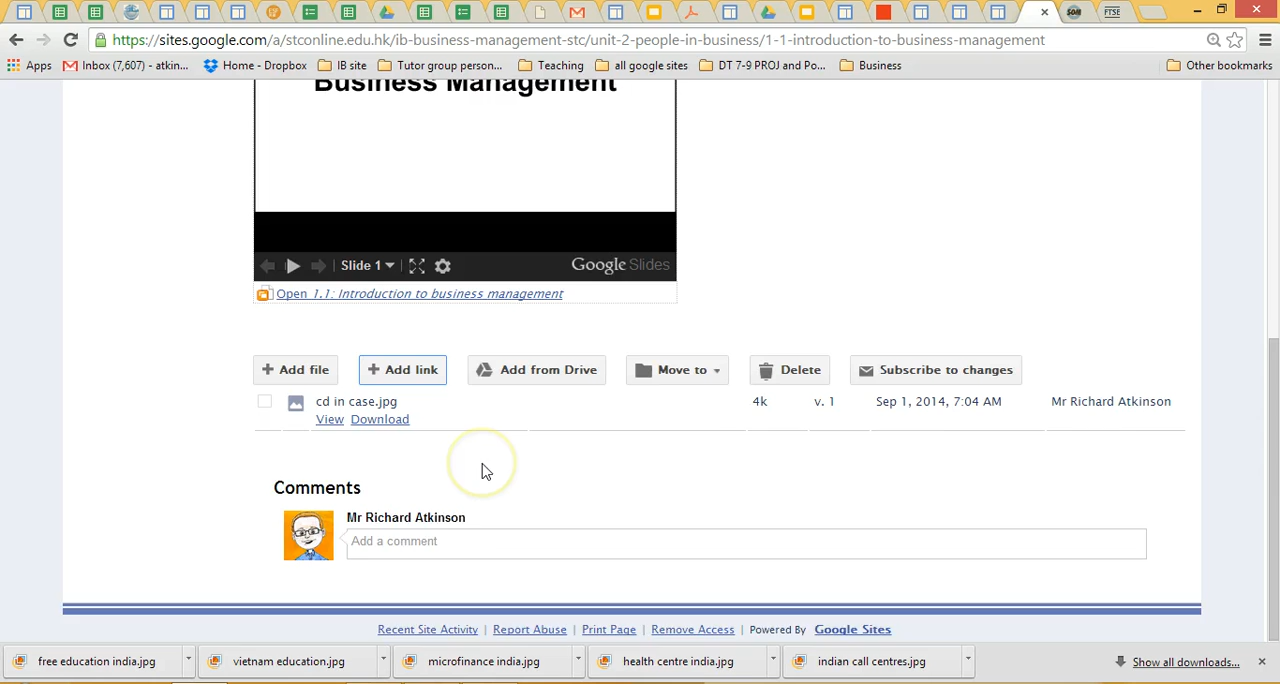 SOM
FTSE
https://sites.google.com/a/stconline.edu.hk/ib-business-management-stc/unit-2-people-in-business/1-1-introduction-to-business-management
Apps Inbox (7,607) - atkin... Home - Dropbox IB site Tutor group person... Teaching all google sites DT 7-9 PROJ and Po... Business Other bookmarks
Business Management
Slide 1 Google Slides
Open 1.1: Introduction to business management
+ Add file + Add link Add from Drive Move to Delete Subscribe to changes
cd in case.jpg 4k v. 1 Sep 1, 2014, 7:04 AM Mr Richard Atkinson
View Download
Comments
Mr Richard Atkinson
Add a comment
Recent Site Activity | Report Abuse | Print Page | Remove Access | Powered By Google Sites
free education india.jpg vietnam education.jpg microfinance india.jpg health centre india.jpg indian call centres.jpg Show all downloads...